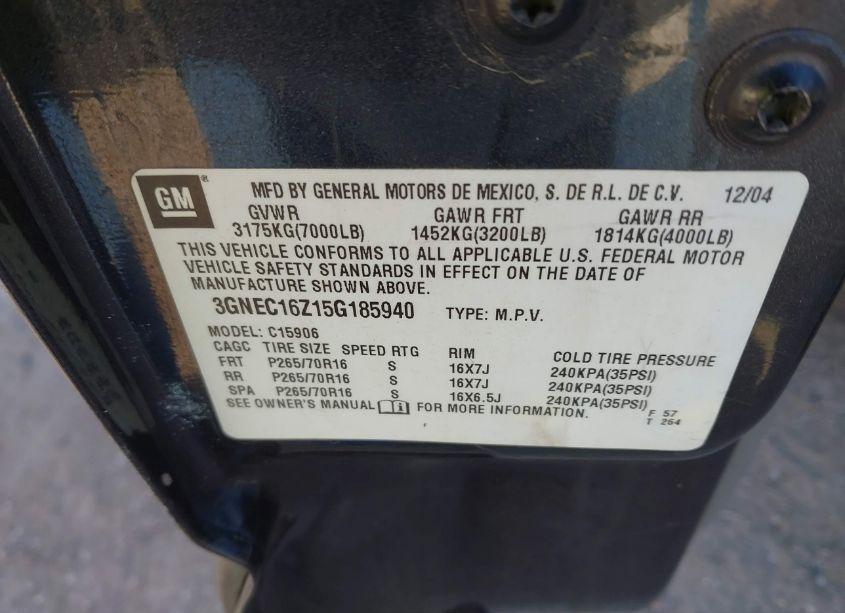 GM ®
MFD BY GENERAL MOTORS DE MEXICO, S. DE R.L. DE C.V. 12/04
GVWR GAWR FRT GAWR RR
3175KG(7000LB) 1452KG(3200LB) 1814KG(4000LB)
THIS VEHICLE CONFORMS TO ALL APPLICABLE U.S. FEDERAL MOTOR
VEHICLE SAFETY STANDARDS IN EFFECT ON THE DATE OF
MANUFACTURE SHOWN ABOVE.
3GNEC16Z15G185940 TYPE: M.P.V.
MODEL: C15906
CAGC TIRE SIZE SPEED RTG RIM COLD TIRE PRESSURE
FRT P265/70R16 S 16X7J 240KPA(35PSI)
RR P265/70R16 S 16X7J 240KPA(35PSI)
SPA P265/70R16 S 16X6.5J 240KPA(35PSI)
SEE OWNER'S MANUAL FOR MORE INFORMATION.
F 57
T 264